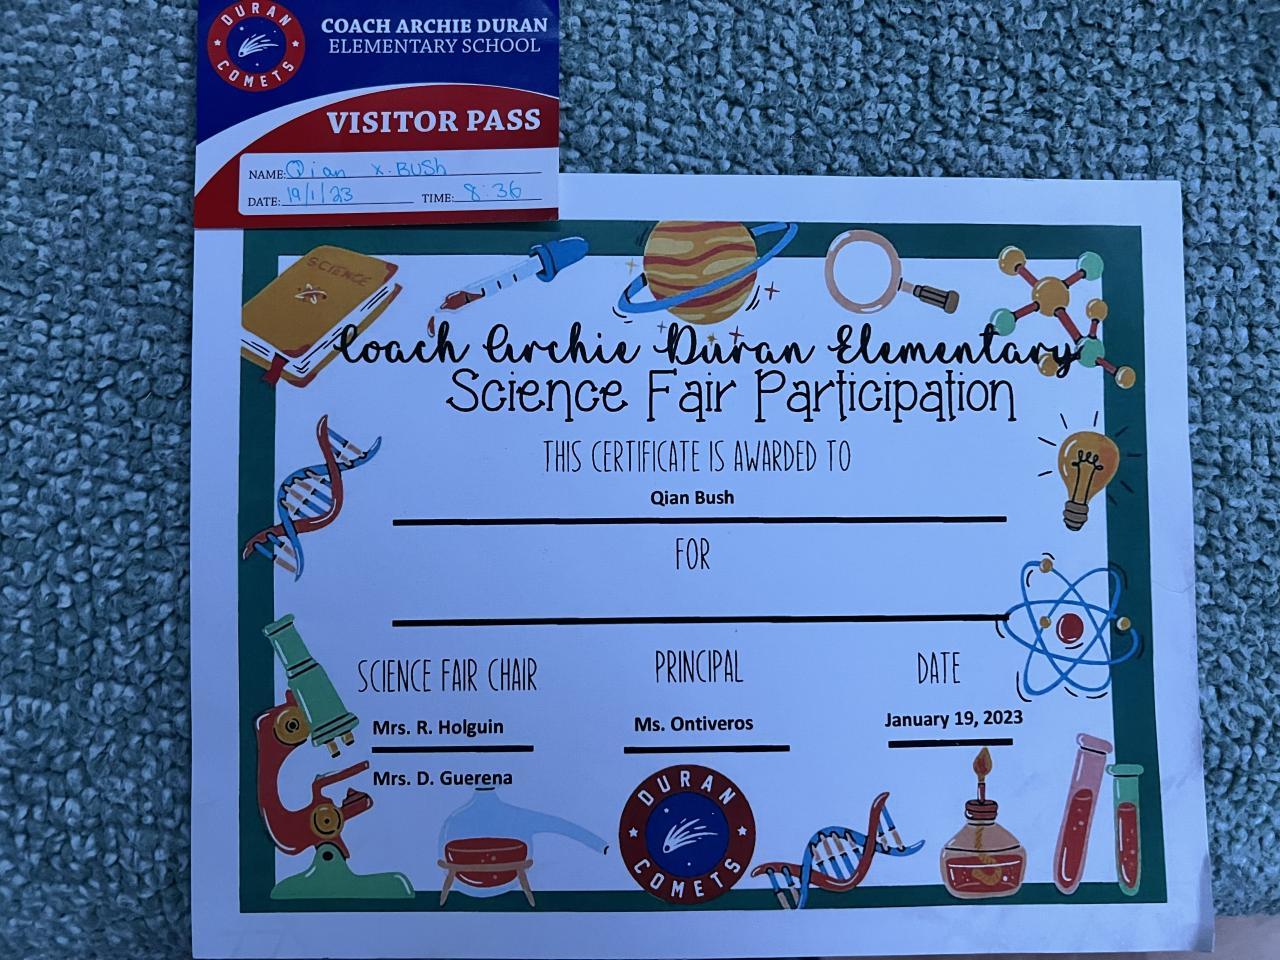 DURAN COMETS
COACH ARCHIE DURAN
ELEMENTARY SCHOOL
VISITOR PASS
NAME: Qian X. BUSh
DATE: 19/1/23 TIME: 8:36
SCIENCE
Coach Archie Duran Elementary
Science Fair Participation
THIS CERTIFICATE IS AWARDED TO
Qian Bush
FOR
SCIENCE FAIR CHAIR PRINCIPAL DATE
Mrs. R. Holguin Ms. Ontiveros January 19, 2023
Mrs. D. Guerena
DURAN COMETS